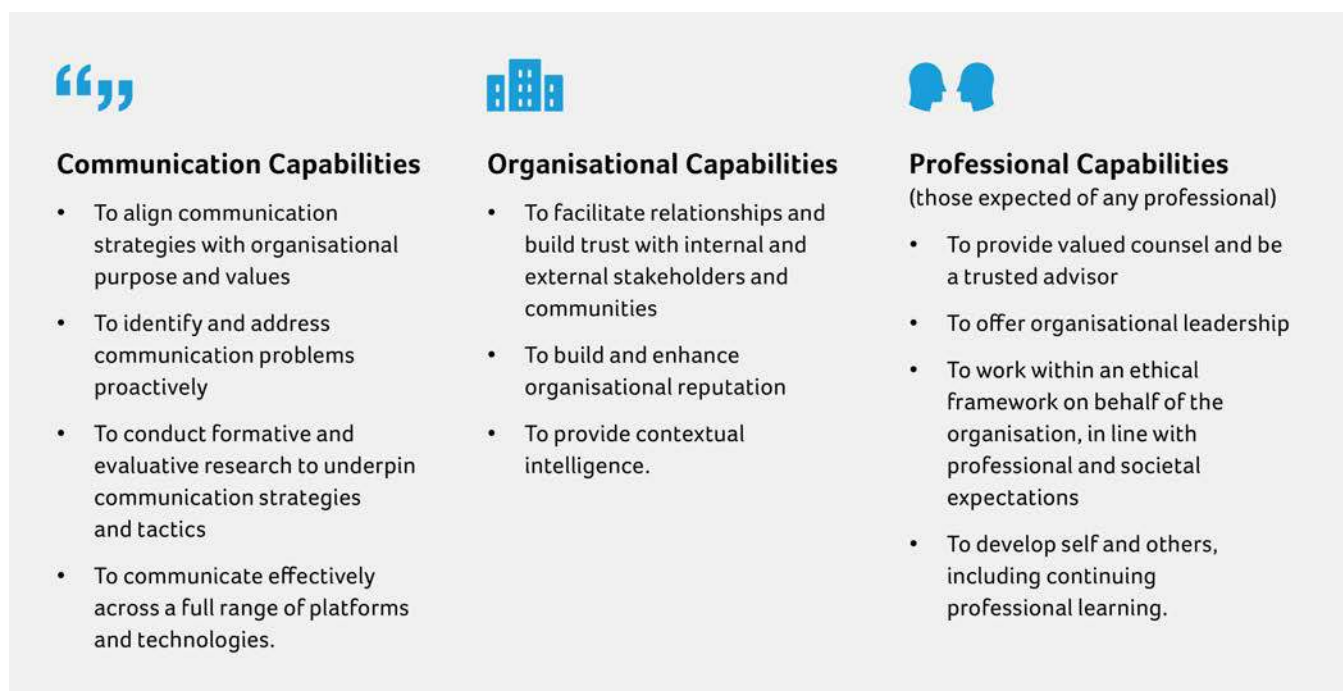 Communication Capabilities
• To align communication
strategies with organisational
purpose and values
• To identify and address
communication problems
proactively
• To conduct formative and
evaluative research to underpin
communication strategies
and tactics
• To communicate effectively
across a full range of platforms
and technologies.
Organisational Capabilities
• To facilitate relationships and
build trust with internal and
external stakeholders and
communities
• To build and enhance
organisational reputation
• To provide contextual
intelligence.
Professional Capabilities
(those expected of any professional)
• To provide valued counsel and be
a trusted advisor
• To offer organisational leadership
• To work within an ethical
framework on behalf of the
organisation, in line with
professional and societal
expectations
• To develop self and others,
including continuing
professional learning.